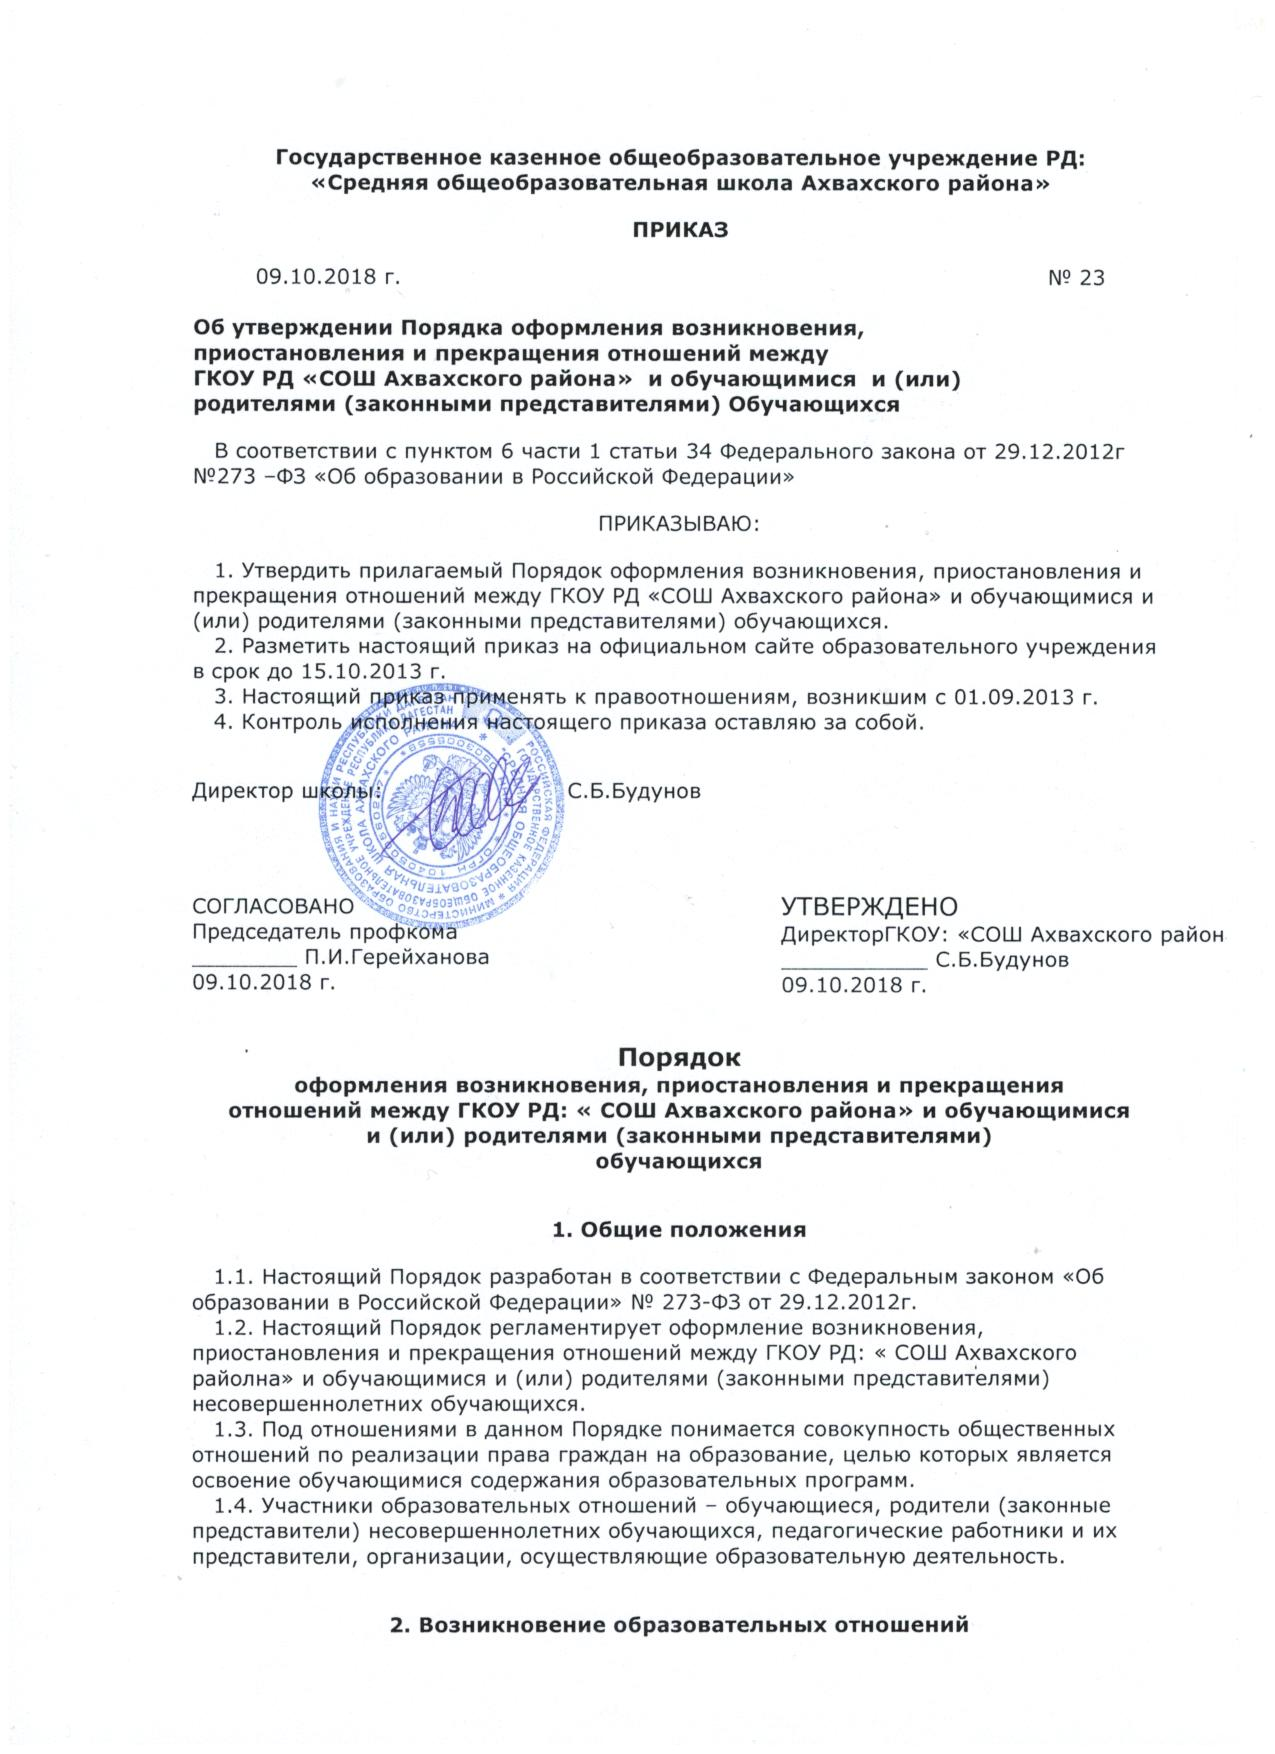 Государственное казенное общеобразовательное учреждение РД:
«Средняя общеобразовательная школа Ахвахского района»
ПРИКАЗ
09.10.2018 г. № 23
Об утверждении Порядка оформления возникновения,
приостановления и прекращения отношений между
ГКОУ РД «СОШ Ахвахского района» и обучающимися и (или)
родителями (законными представителями) Обучающихся
В соответствии с пунктом 6 части 1 статьи 34 Федерального закона от 29.12.2012г
№273 –ФЗ «Об образовании в Российской Федерации»
ПРИКАЗЫВАЮ:
1. Утвердить прилагаемый Порядок оформления возникновения, приостановления и
прекращения отношений между ГКОУ РД «СОШ Ахвахского района» и обучающимися и
(или) родителями (законными представителями) обучающихся.
2. Разметить настоящий приказ на официальном сайте образовательного учреждения
в срок до 15.10.2013 г.
3. Настоящий приказ применять к правоотношениям, возникшим с 01.09.2013 г.
4. Контроль исполнения настоящего приказа оставляю за собой.
Директор школы: С.Б.Будунов
СОГЛАСОВАНО
Председатель профкома
_________ П.И.Герейханова
09.10.2018 г.
УТВЕРЖДЕНО
ДиректорГКОУ: «СОШ Ахвахского район
____________ С.Б.Будунов
09.10.2018 г.
Порядок
оформления возникновения, приостановления и прекращения
отношений между ГКОУ РД: « СОШ Ахвахского района» и обучающимися
и (или) родителями (законными представителями)
обучающихся
1. Общие положения
1.1. Настоящий Порядок разработан в соответствии с Федеральным законом «Об
образовании в Российской Федерации» № 273-ФЗ от 29.12.2012г.
1.2. Настоящий Порядок регламентирует оформление возникновения,
приостановления и прекращения отношений между ГКОУ РД: « СОШ Ахвахского
райолна» и обучающимися и (или) родителями (законными представителями)
несовершеннолетних обучающихся.
1.3. Под отношениями в данном Порядке понимается совокупность общественных
отношений по реализации права граждан на образование, целью которых является
освоение обучающимися содержания образовательных программ.
1.4. Участники образовательных отношений – обучающиеся, родители (законные
представители) несовершеннолетних обучающихся, педагогические работники и их
представители, организации, осуществляющие образовательную деятельность.
2. Возникновение образовательных отношений